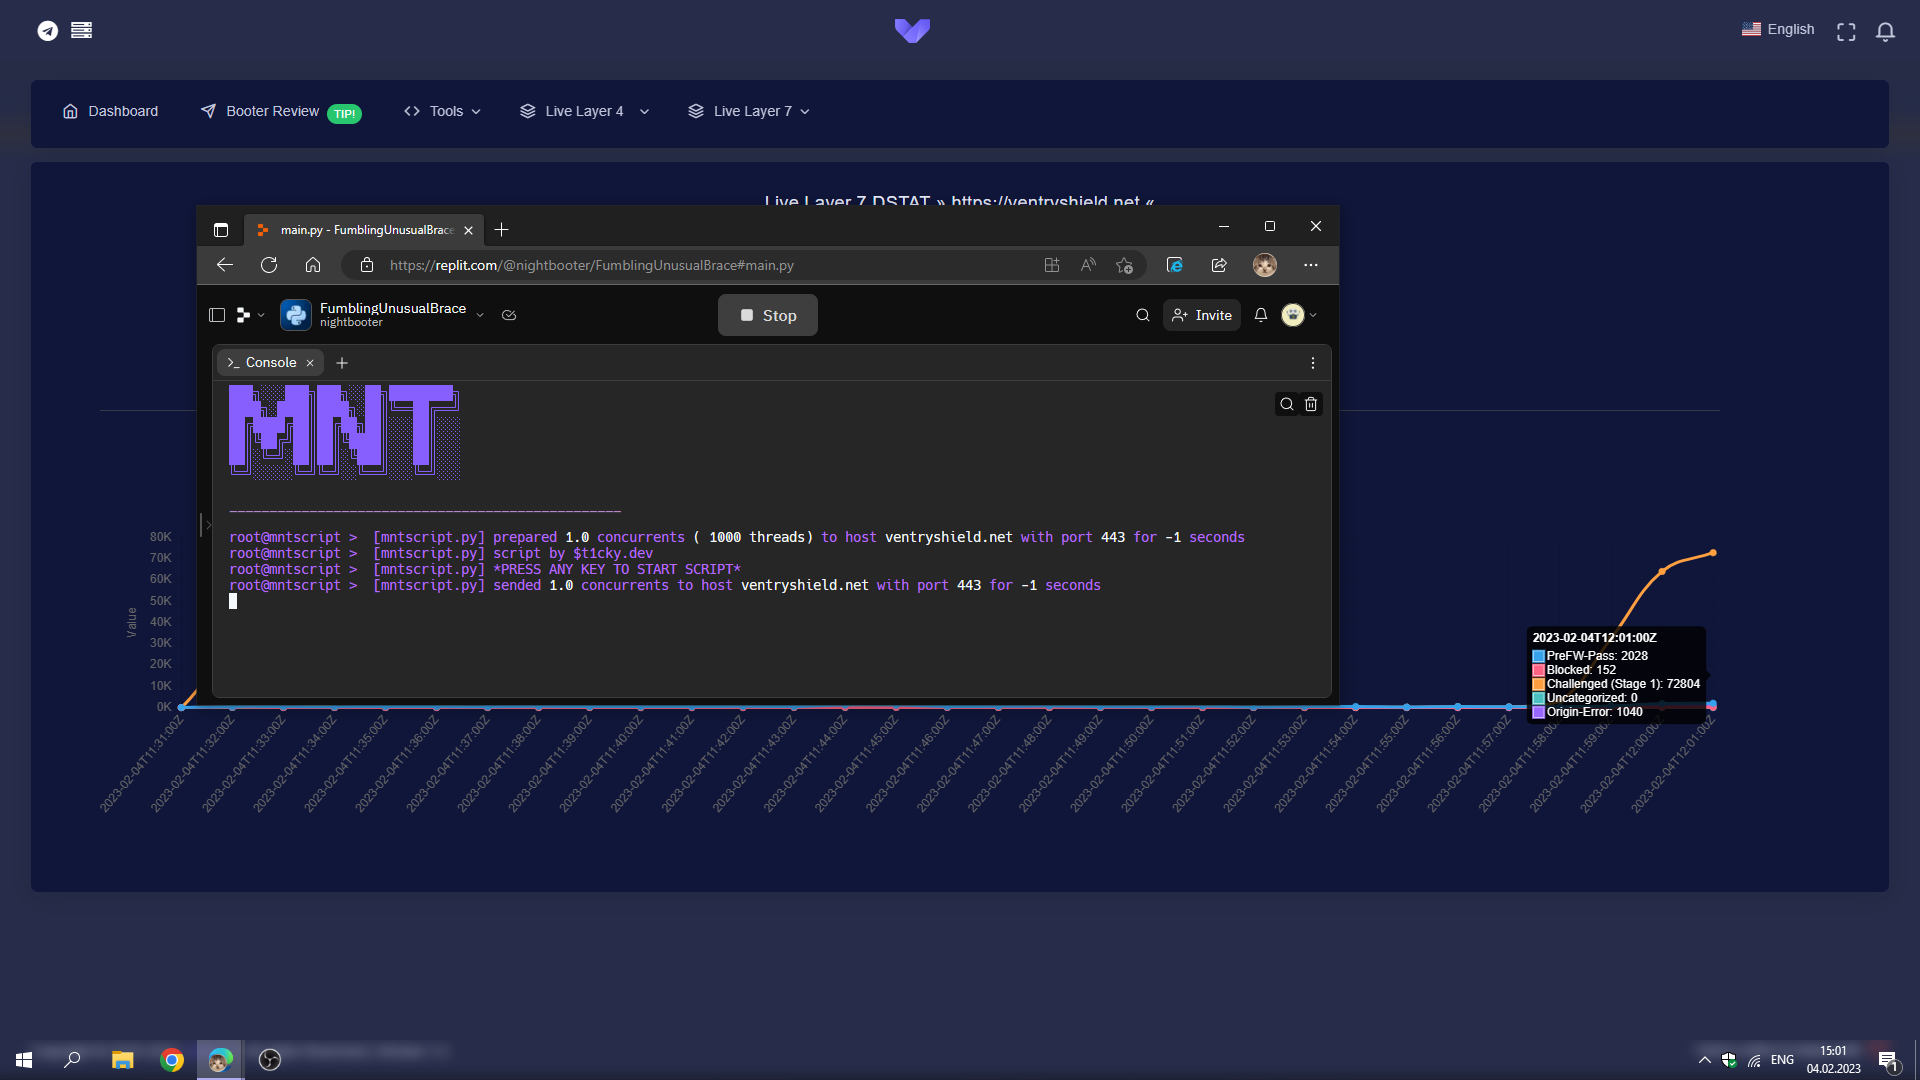 English
Dashboard
Booter Review TIP!
Tools
Live Layer 4
Live Layer 7
Live Layer 7 DSTAT » https://ventryshield.net «
main.py - FumblingUnusualBrace
https://replit.com/@nightbooter/FumblingUnusualBrace#main.py
FumblingUnusualBrace
nightbooter
Stop
Invite
>_ Console
MNT
root@mntscript > [mntscript.py] prepared 1.0 concurrents ( 1000 threads) to host ventryshield.net with port 443 for -1 seconds
root@mntscript > [mntscript.py] script by $t1cky.dev
root@mntscript > [mntscript.py] *PRESS ANY KEY TO START SCRIPT*
root@mntscript > [mntscript.py] sended 1.0 concurrents to host ventryshield.net with port 443 for -1 seconds
Value
80K
70K
60K
50K
40K
30K
20K
10K
0K
2023-02-04T12:01:00Z
PreFW-Pass: 2028
Blocked: 152
Challenged (Stage 1): 72804
Uncategorized: 0
Origin-Error: 1040
2023-02-04T11:31:00Z
2023-02-04T11:32:00Z
2023-02-04T11:33:00Z
2023-02-04T11:34:00Z
2023-02-04T11:35:00Z
2023-02-04T11:36:00Z
2023-02-04T11:37:00Z
2023-02-04T11:38:00Z
2023-02-04T11:39:00Z
2023-02-04T11:40:00Z
2023-02-04T11:41:00Z
2023-02-04T11:42:00Z
2023-02-04T11:43:00Z
2023-02-04T11:44:00Z
2023-02-04T11:45:00Z
2023-02-04T11:46:00Z
2023-02-04T11:47:00Z
2023-02-04T11:48:00Z
2023-02-04T11:49:00Z
2023-02-04T11:50:00Z
2023-02-04T11:51:00Z
2023-02-04T11:52:00Z
2023-02-04T11:53:00Z
2023-02-04T11:54:00Z
2023-02-04T11:55:00Z
2023-02-04T11:56:00Z
2023-02-04T11:57:00Z
2023-02-04T11:58:00Z
2023-02-04T11:59:00Z
2023-02-04T12:00:00Z
2023-02-04T12:01:00Z
ENG
15:01
04.02.2023
1